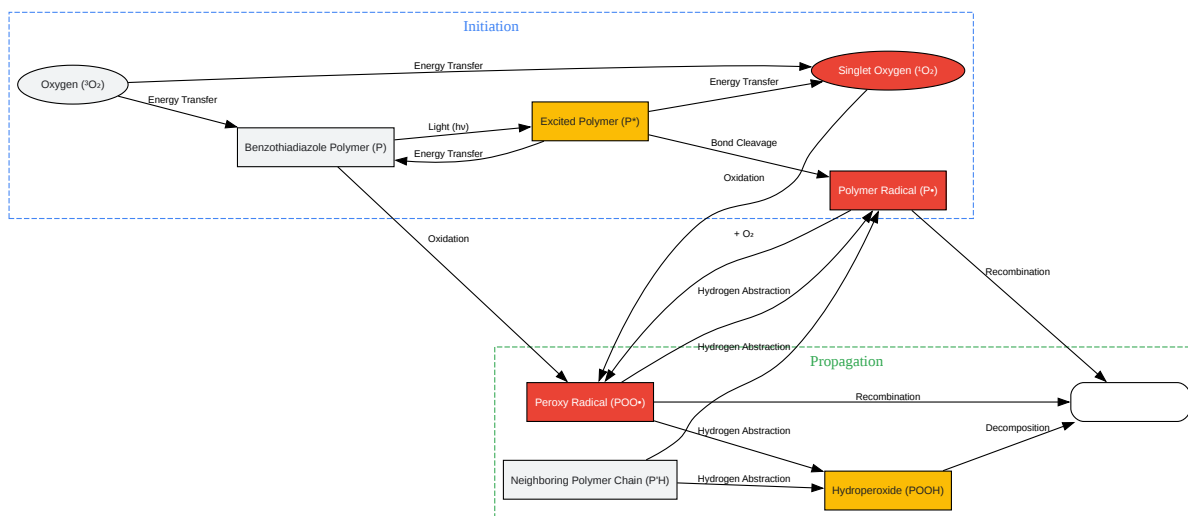 Initiation
Energy Transfer
Oxygen (³O₂)
Singlet Oxygen (¹O₂)
Energy Transfer
Energy Transfer
Light (hν)
Excited Polymer (P*)
Benzothiadiazole Polymer (P)
Energy Transfer
Bond Cleavage
Oxidation
Polymer Radical (P•)
Oxidation
+ O₂
Recombination
Hydrogen Abstraction
Hydrogen Abstraction
Propagation
Peroxy Radical (POO•)
Recombination
Hydrogen Abstraction
Decomposition
Neighboring Polymer Chain (P'H)
Hydrogen Abstraction
Hydroperoxide (POOH)